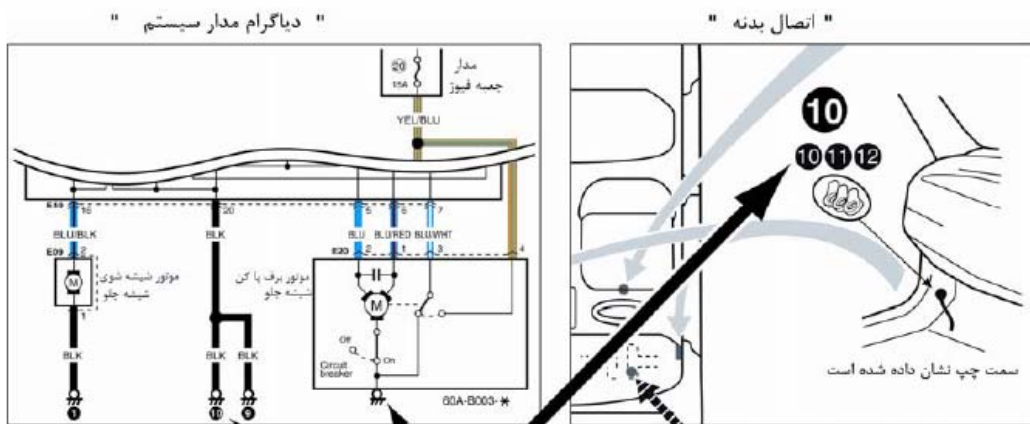 " دیاگرام مدار سیستم "
" اتصال بدنه "
20
15A
مدار
جعبه فیوز
YEL/BLU
10
10 11 12
16
20
5
6
7
BLU/BLK
BLK
BLU
BLU/RED
BLU/WHT
E09
2
E20
2
1
3
4
موتور شیشه شوی
شیشه جلو
M
1
موتور برف پا کن
شیشه جلو
M
Off
On
Circuit
breaker
BLK
BLK
BLK
60A-B003-*
1
10
9
سمت چپ نشان داده شده است